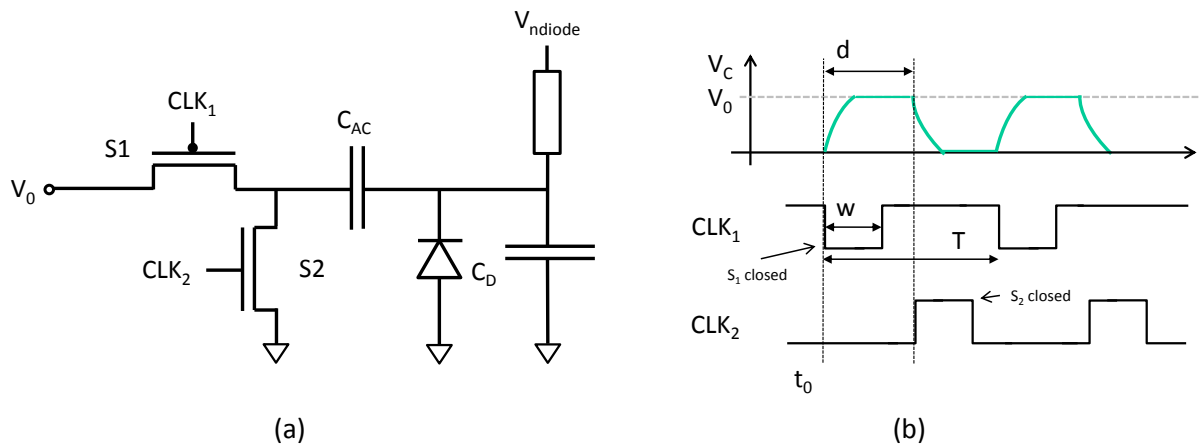 V_ndiode
CLK_1
C_AC
S1
V_0
CLK_2
S2
C_D
(a)
d
V_C
V_0
CLK_1
w
T
S_1 closed
S_2 closed
CLK_2
t_0
(b)